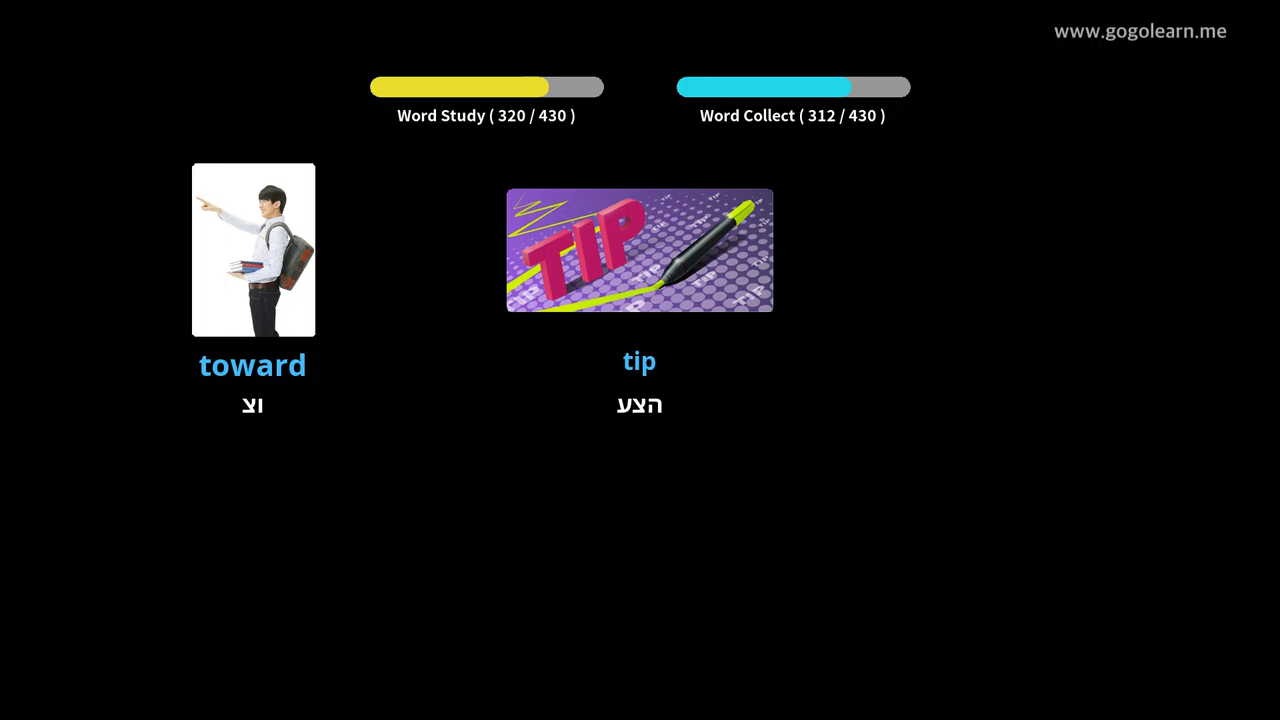 www.gogolearn.me
Word Study ( 320 / 430 )
Word Collect ( 312 / 430 )
TIP
toward
וצ
tip
הצע